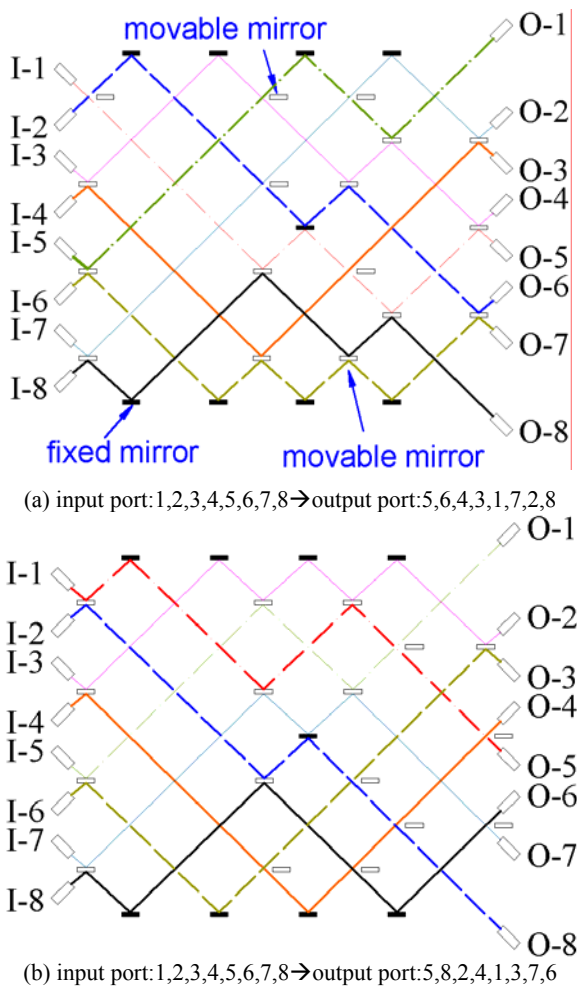 movable mirror
O-1
I-1
I-2
O-2
I-3
O-3
I-4
O-4
I-5
O-5
I-6
O-6
I-7
O-7
I-8
O-8
fixed mirror
movable mirror
(a) input port:1,2,3,4,5,6,7,8→output port:5,6,4,3,1,7,2,8
O-1
I-1
I-2
O-2
I-3
O-3
I-4
O-4
I-5
O-5
I-6
O-6
I-7
O-7
I-8
O-8
(b) input port:1,2,3,4,5,6,7,8→output port:5,8,2,4,1,3,7,6